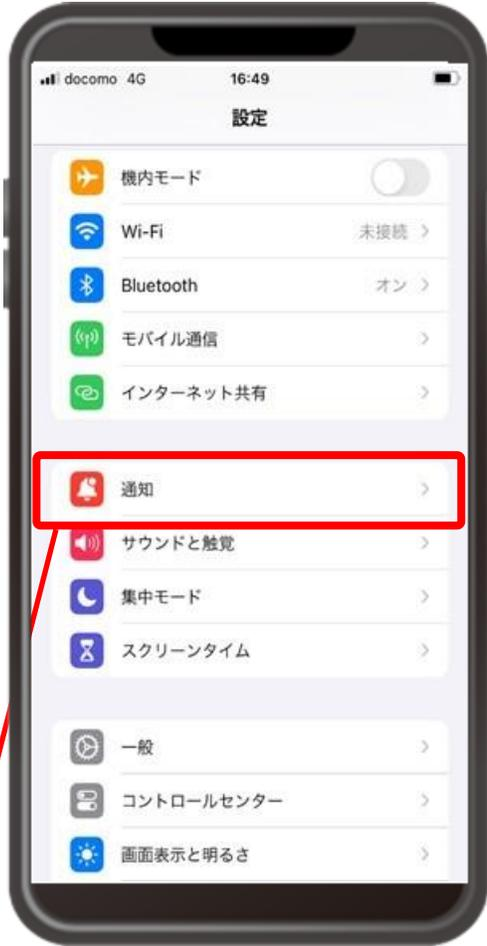 docomo 4G 16:49
設定
機内モード
Wi-Fi 未接続
Bluetooth オン
モバイル通信
インターネット共有
通知
サウンドと触覚
集中モード
スクリーンタイム
一般
コントロールセンター
画面表示と明るさ